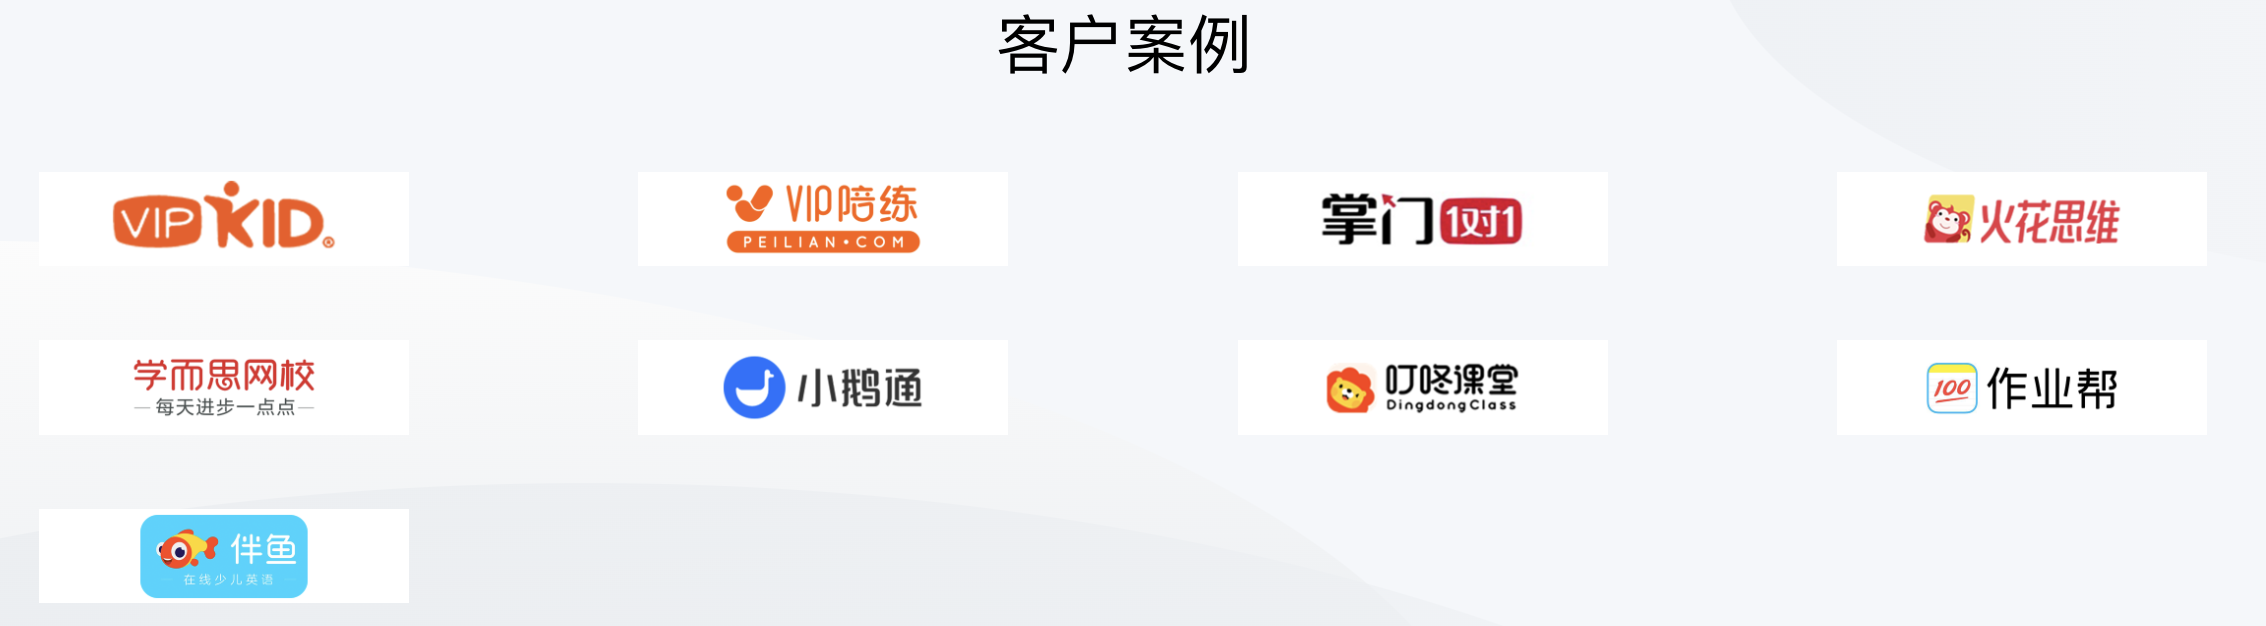 客户案例
VIPKID®
VIP陪练
PEILIAN•COM
掌门1对1
火花思维
学而思网校
—每天进步一点点—
小鹅通
叮咚课堂
DingdongClass
100 作业帮
伴鱼
在线少儿英语